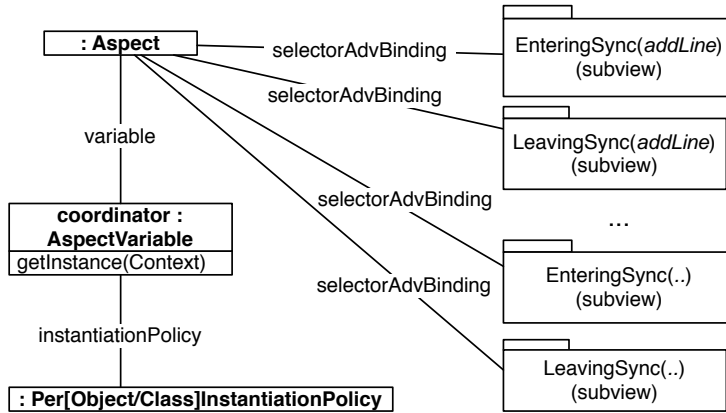 : Aspect
selectorAdvBinding
EnteringSync(addLine)
(subview)
selectorAdvBinding
LeavingSync(addLine)
(subview)
variable
selectorAdvBinding
...
coordinator :
AspectVariable
getInstance(Context)
EnteringSync(..)
(subview)
selectorAdvBinding
instantiationPolicy
LeavingSync(..)
(subview)
: Per[Object/Class]InstantiationPolicy